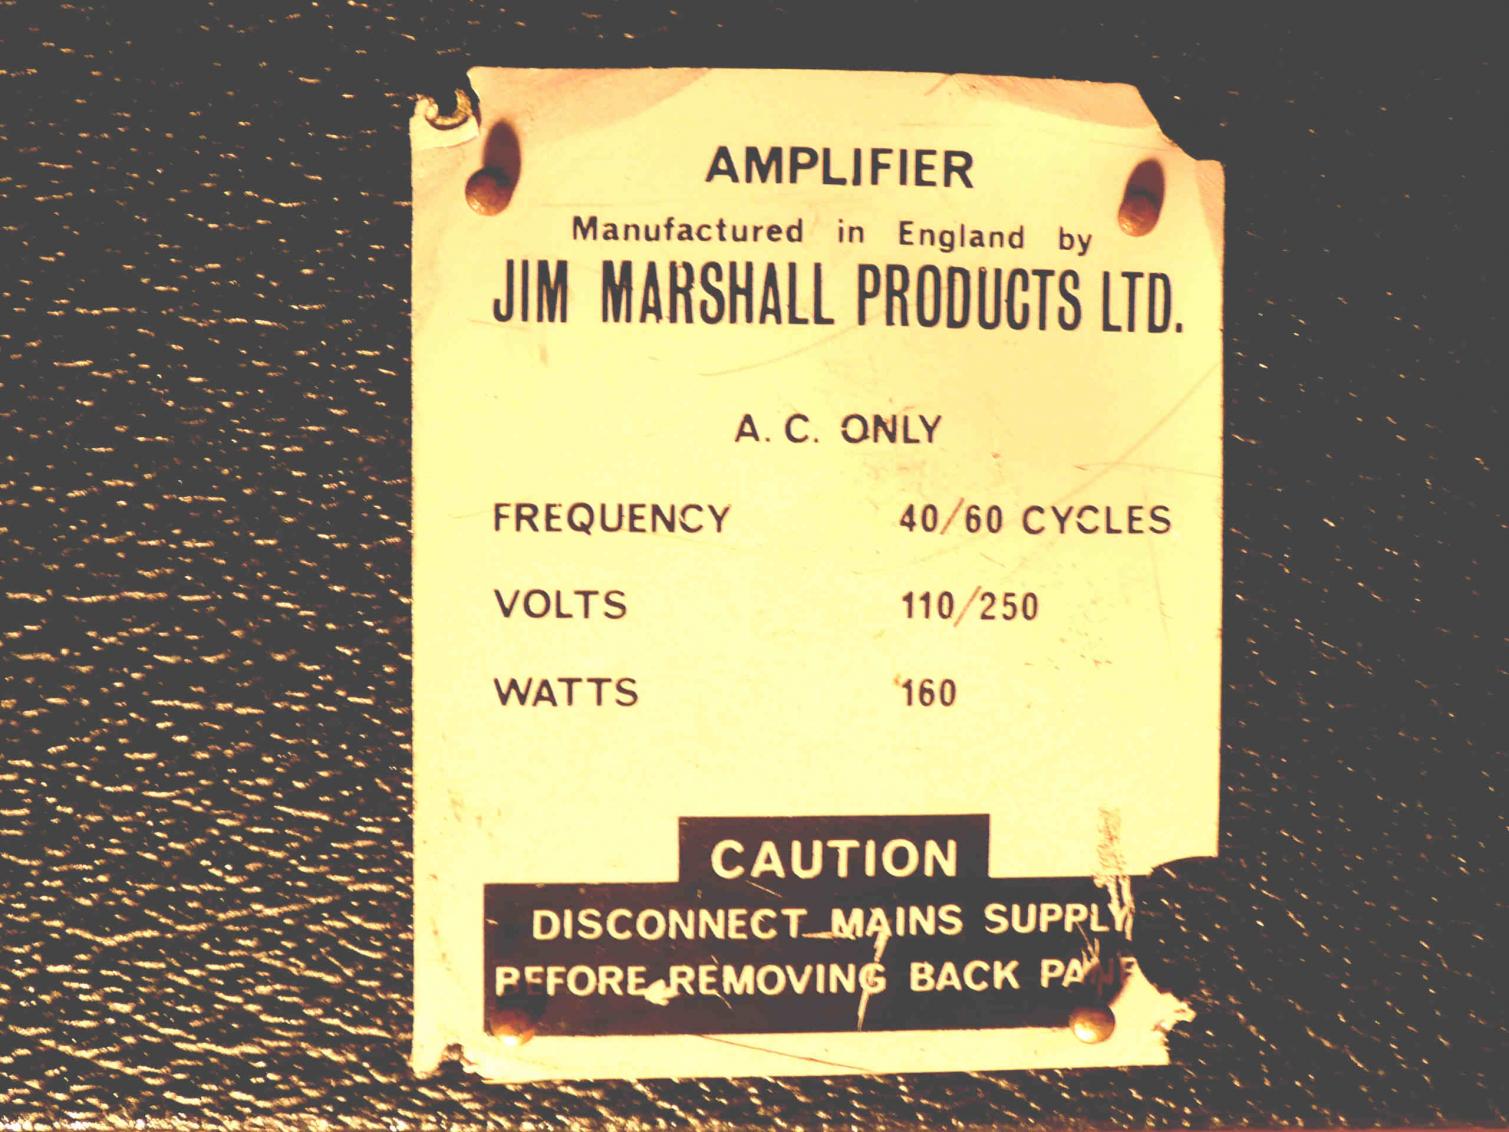 AMPLIFIER
Manufactured in England by
JIM MARSHALL PRODUCTS LTD.
A. C. ONLY
FREQUENCY 40/60 CYCLES
VOLTS 110/250
WATTS 160
CAUTION
DISCONNECT MAINS SUPPLY
BEFORE REMOVING BACK